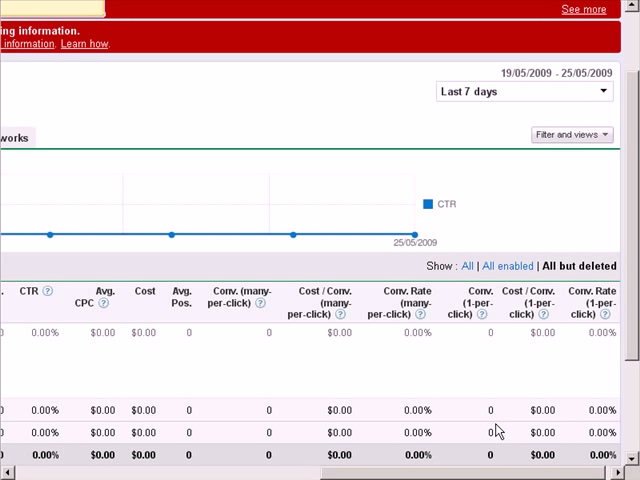 See more
ing information.
information. Learn how.
19/05/2009 - 25/05/2009
Last 7 days
works
Filter and views
CTR
25/05/2009
Show : All | All enabled | All but deleted
CTR ? Avg. CPC ? Cost Avg. Pos. Conv. (many-per-click) ? Cost / Conv. (many-per-click) ? Conv. Rate (many-per-click) ? Conv. (1-per-click) ? Cost / Conv. (1-per-click) ? Conv. Rate (1-per-click) ?
0.00% $0.00 $0.00 0 0 $0.00 0.00% 0 $0.00 0.00%
0 0.00% $0.00 $0.00 0 0 $0.00 0.00% 0 $0.00 0.00%
0 0.00% $0.00 $0.00 0 0 $0.00 0.00% 0 $0.00 0.00%
0 0.00% $0.00 $0.00 0 0 $0.00 0.00% 0 $0.00 0.00%